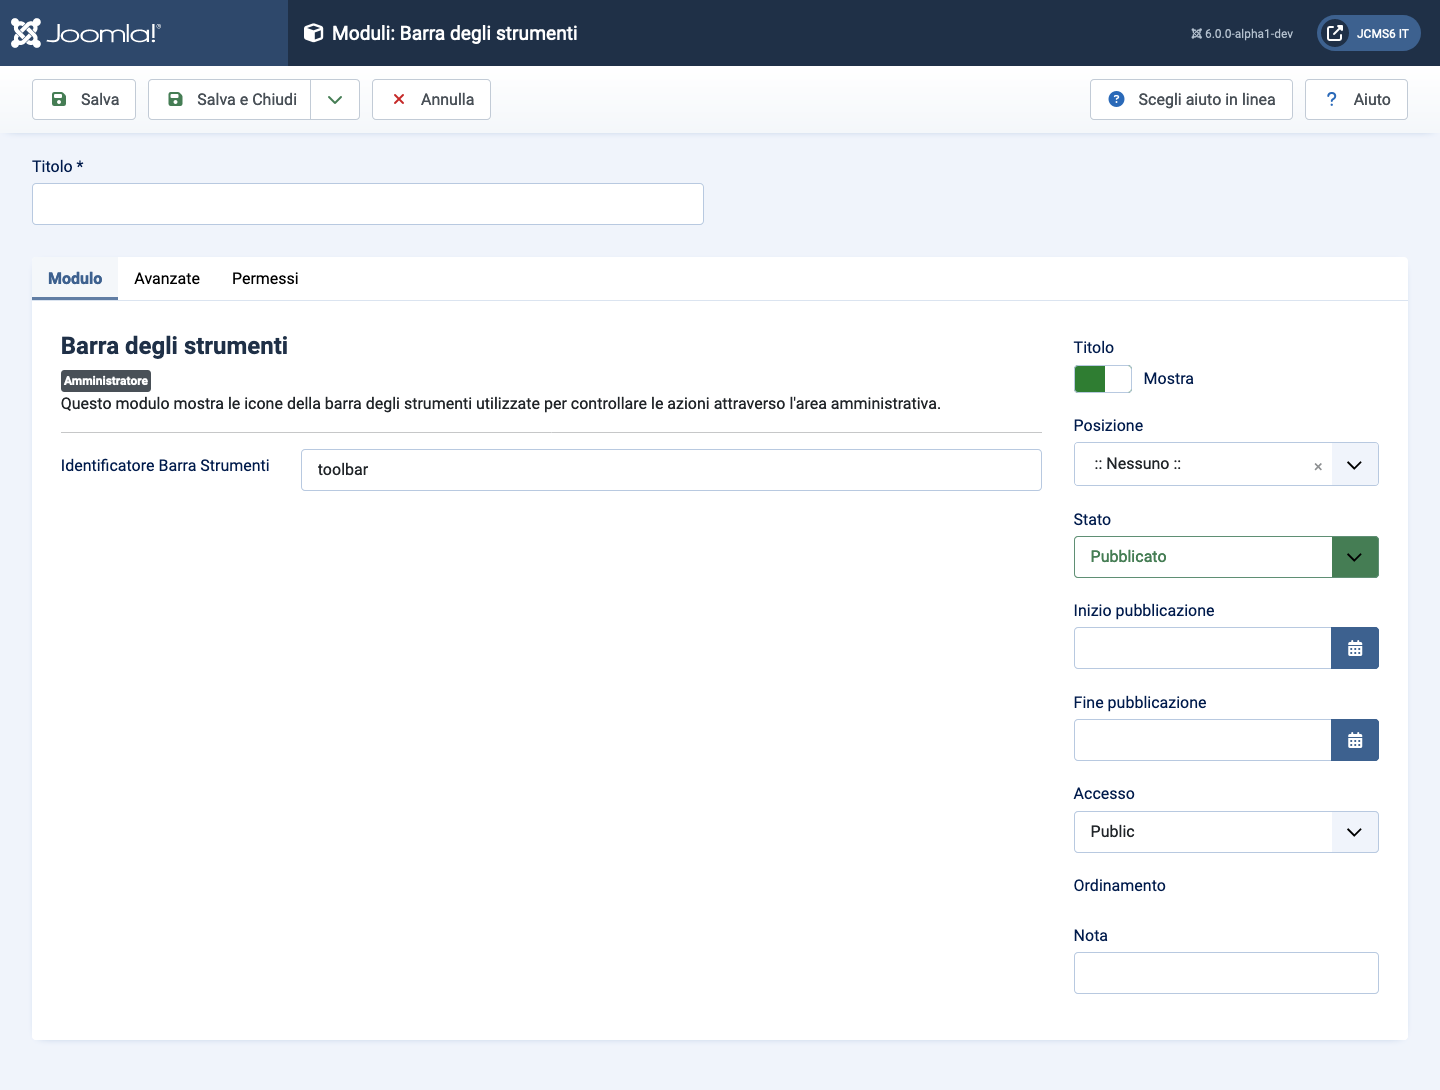 Joomla!®
Moduli: Barra degli strumenti
6.0.0-alpha1-dev
JCMS6 IT
Salva
Salva e Chiudi
Annulla
Scegli aiuto in linea
? Aiuto
Titolo *
Modulo
Avanzate
Permessi
Barra degli strumenti
Amministratore
Questo modulo mostra le icone della barra degli strumenti utilizzate per controllare le azioni attraverso l'area amministrativa.
Identificatore Barra Strumenti
toolbar
Titolo
Mostra
Posizione
:: Nessuno ::
Stato
Pubblicato
Inizio pubblicazione
Fine pubblicazione
Accesso
Public
Ordinamento
Nota